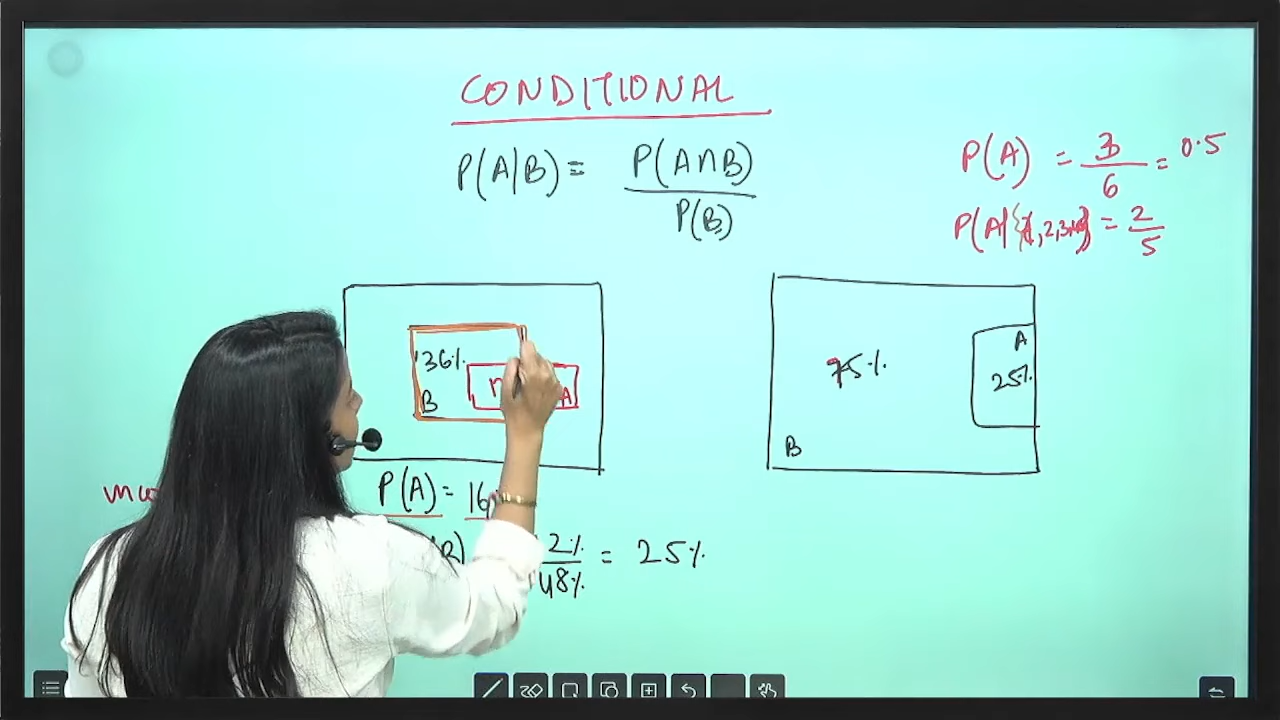 CONDITIONAL
P(A|B) = P(A∩B) / P(B)
P(A) = 3/6 = 0.5
= 2/5
36%
B
A
P(A) = 16
2% / 48% = 25%
A
75%
25%
B